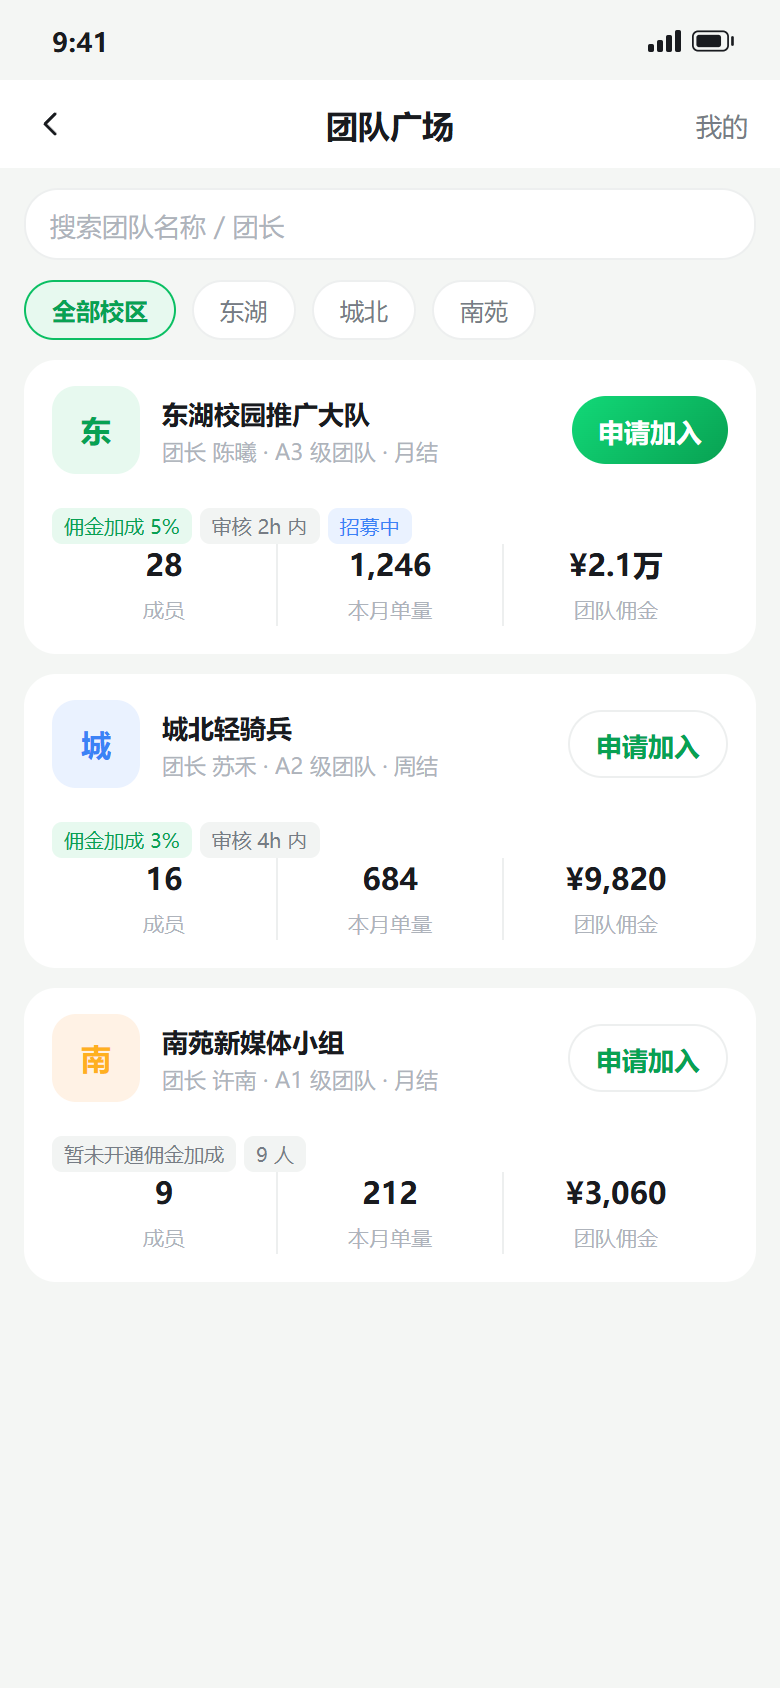 9:41
团队广场
我的
搜索团队名称 / 团长
全部校区
东湖
城北
南苑
东
东湖校园推广大队
团长 陈曦 · A3 级团队 · 月结
申请加入
佣金加成 5%
审核 2h 内
招募中
28
1,246
¥2.1万
成员
本月单量
团队佣金
城
城北轻骑兵
团长 苏禾 · A2 级团队 · 周结
申请加入
佣金加成 3%
审核 4h 内
16
684
¥9,820
成员
本月单量
团队佣金
南
南苑新媒体小组
团长 许南 · A1 级团队 · 月结
申请加入
暂未开通佣金加成
9 人
9
212
¥3,060
成员
本月单量
团队佣金